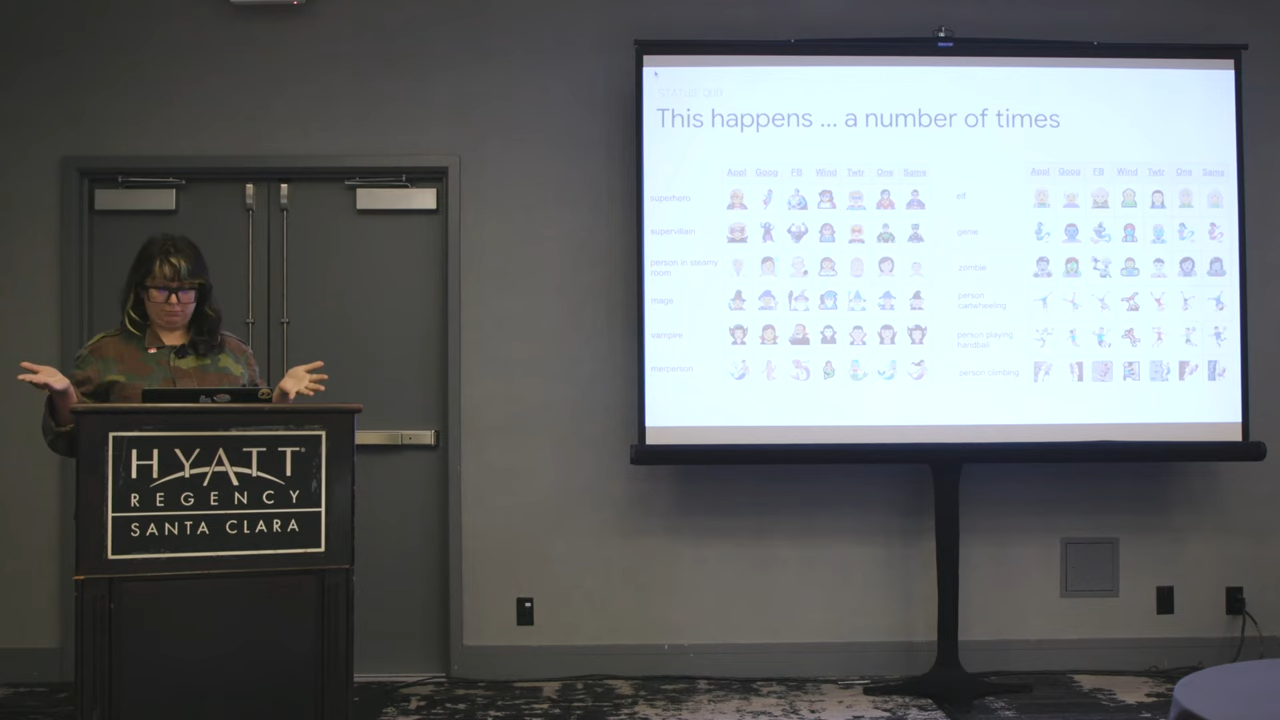 STATUS QUO
This happens ... a number of times
Appl Goog FB Wind Twtr One Sams
superhero
supervillain
person in steamy
room
mage
vampire
merperson
Appl Goog FB Wind Twtr One Sams
elf
genie
zombie
person
cartwheeling
person playing
handball
person climbing
HYATT
REGENCY
SANTA CLARA